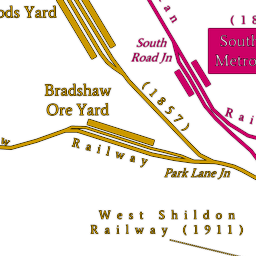 ods Yard
(18
South
Road Jn
South
Metro
(1857)
Bradshaw
Ore Yard
Rai
Railway
Park Lane Jn
West Shildon
Railway (1911)